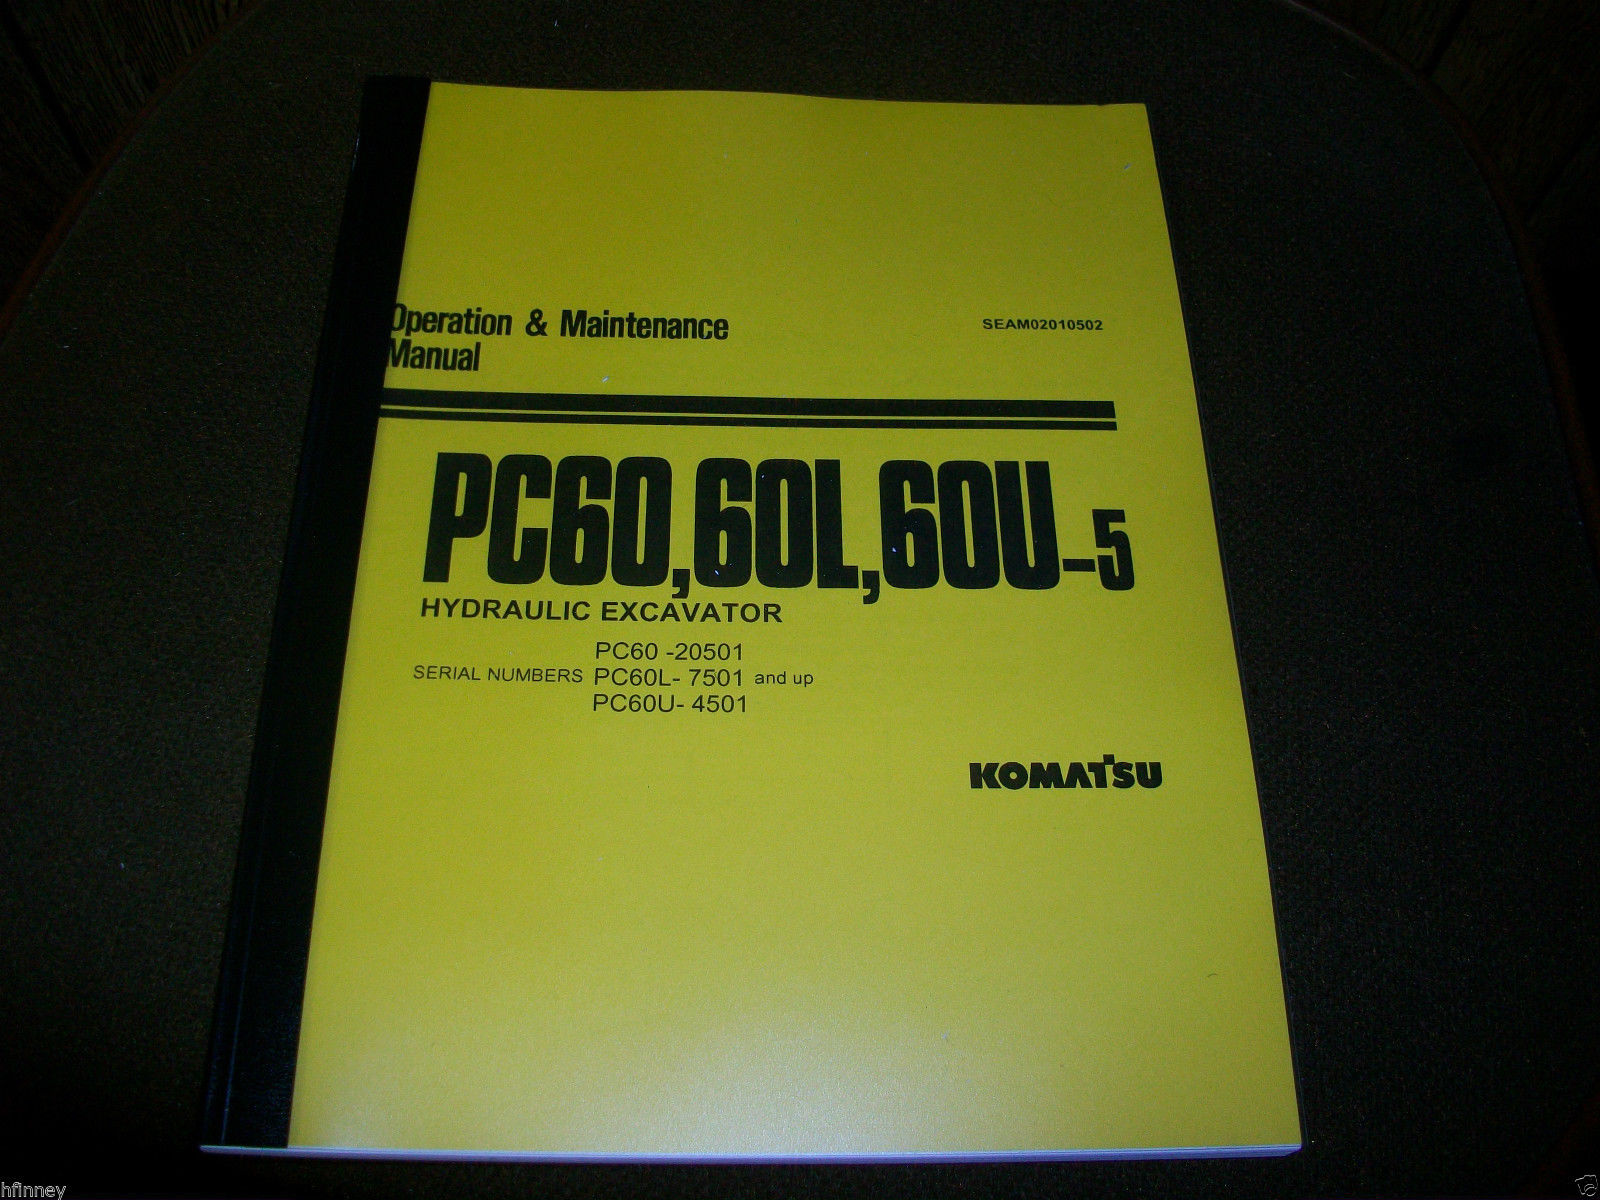 Operation & Maintenance
Manual
SEAM02010502
PC60,60L,60U-5
HYDRAULIC EXCAVATOR
PC60 -20501
SERIAL NUMBERS PC60L- 7501 and up
PC60U- 4501
KOMATSU
hfinney